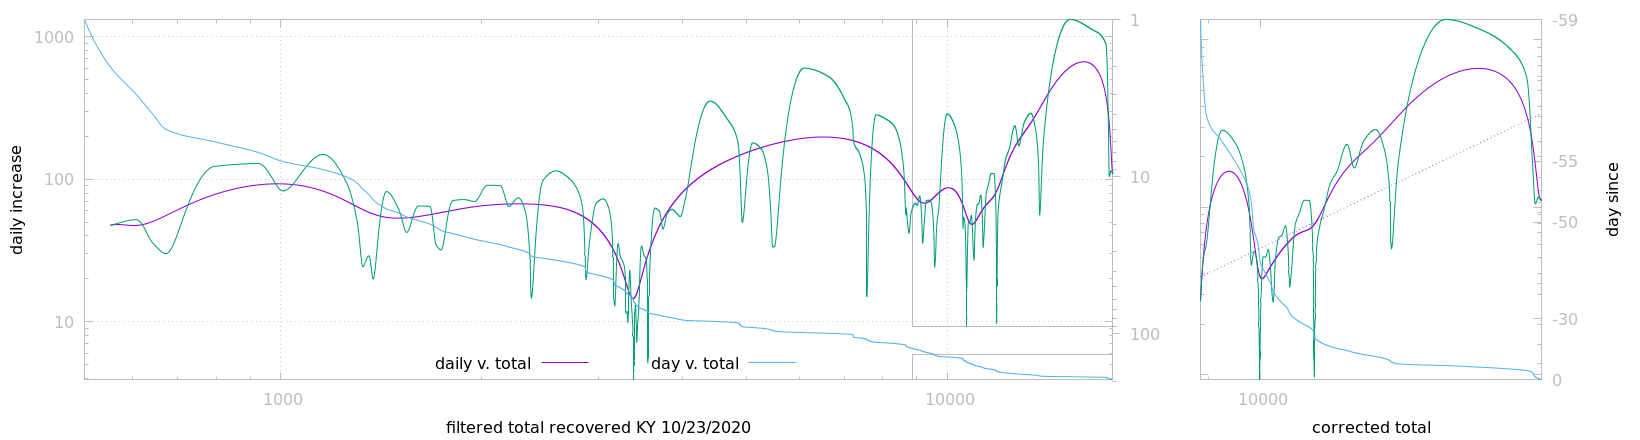 1000
100
10
daily increase
1000
10000
filtered total recovered KY 10/23/2020
daily v. total
day v. total
1
10
100
10000
corrected total
-59
-55
-50
-30
0
day since